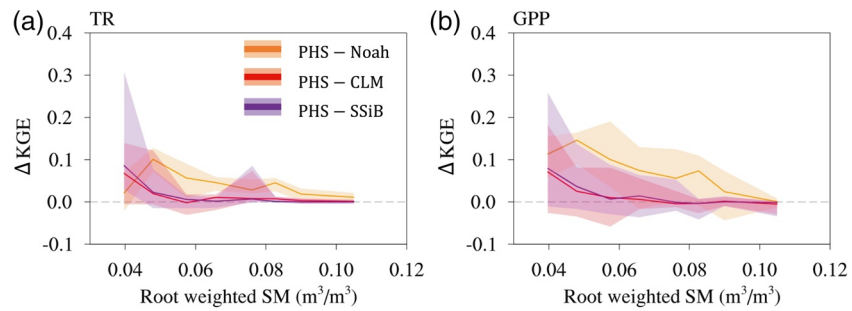 (a) TR
PHS − Noah
PHS − CLM
PHS − SSiB
0.4
0.3
0.2
0.1
0.0
-0.1
ΔKGE
0.04 0.06 0.08 0.10 0.12
Root weighted SM (m³/m³)
(b) GPP
0.4
0.3
0.2
0.1
0.0
-0.1
ΔKGE
0.04 0.06 0.08 0.10 0.12
Root weighted SM (m³/m³)